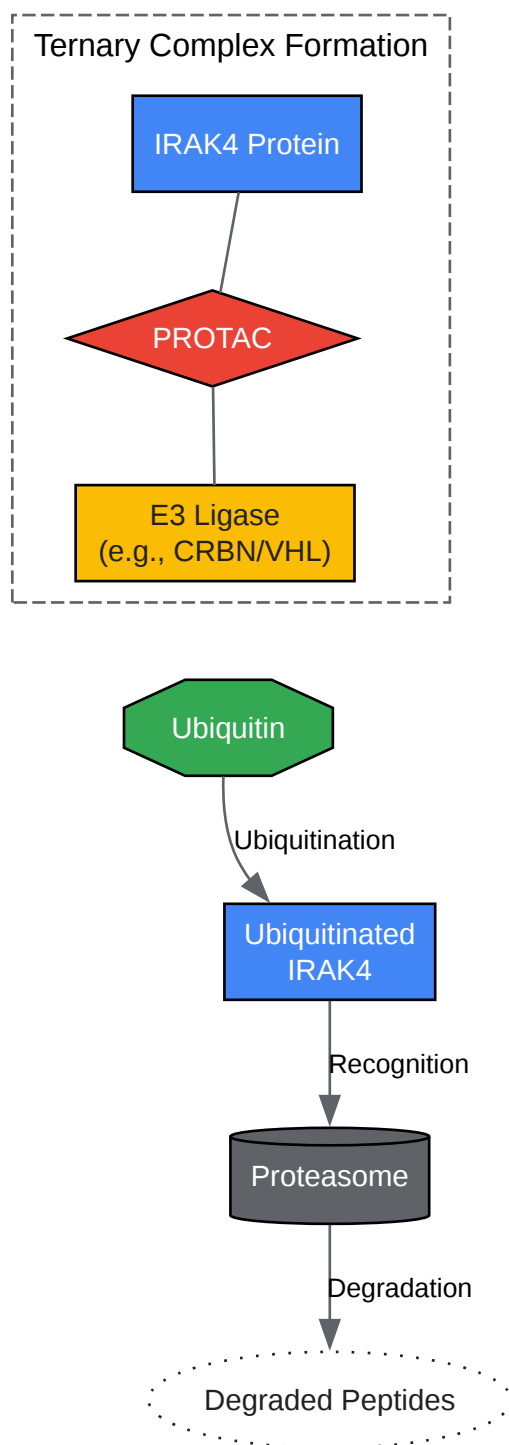 Ternary Complex Formation
IRAK4 Protein
PROTAC
E3 Ligase
(e.g., CRBN/VHL)
Ubiquitin
Ubiquitination
Ubiquitinated
IRAK4
Recognition
Proteasome
Degradation
Degraded Peptides